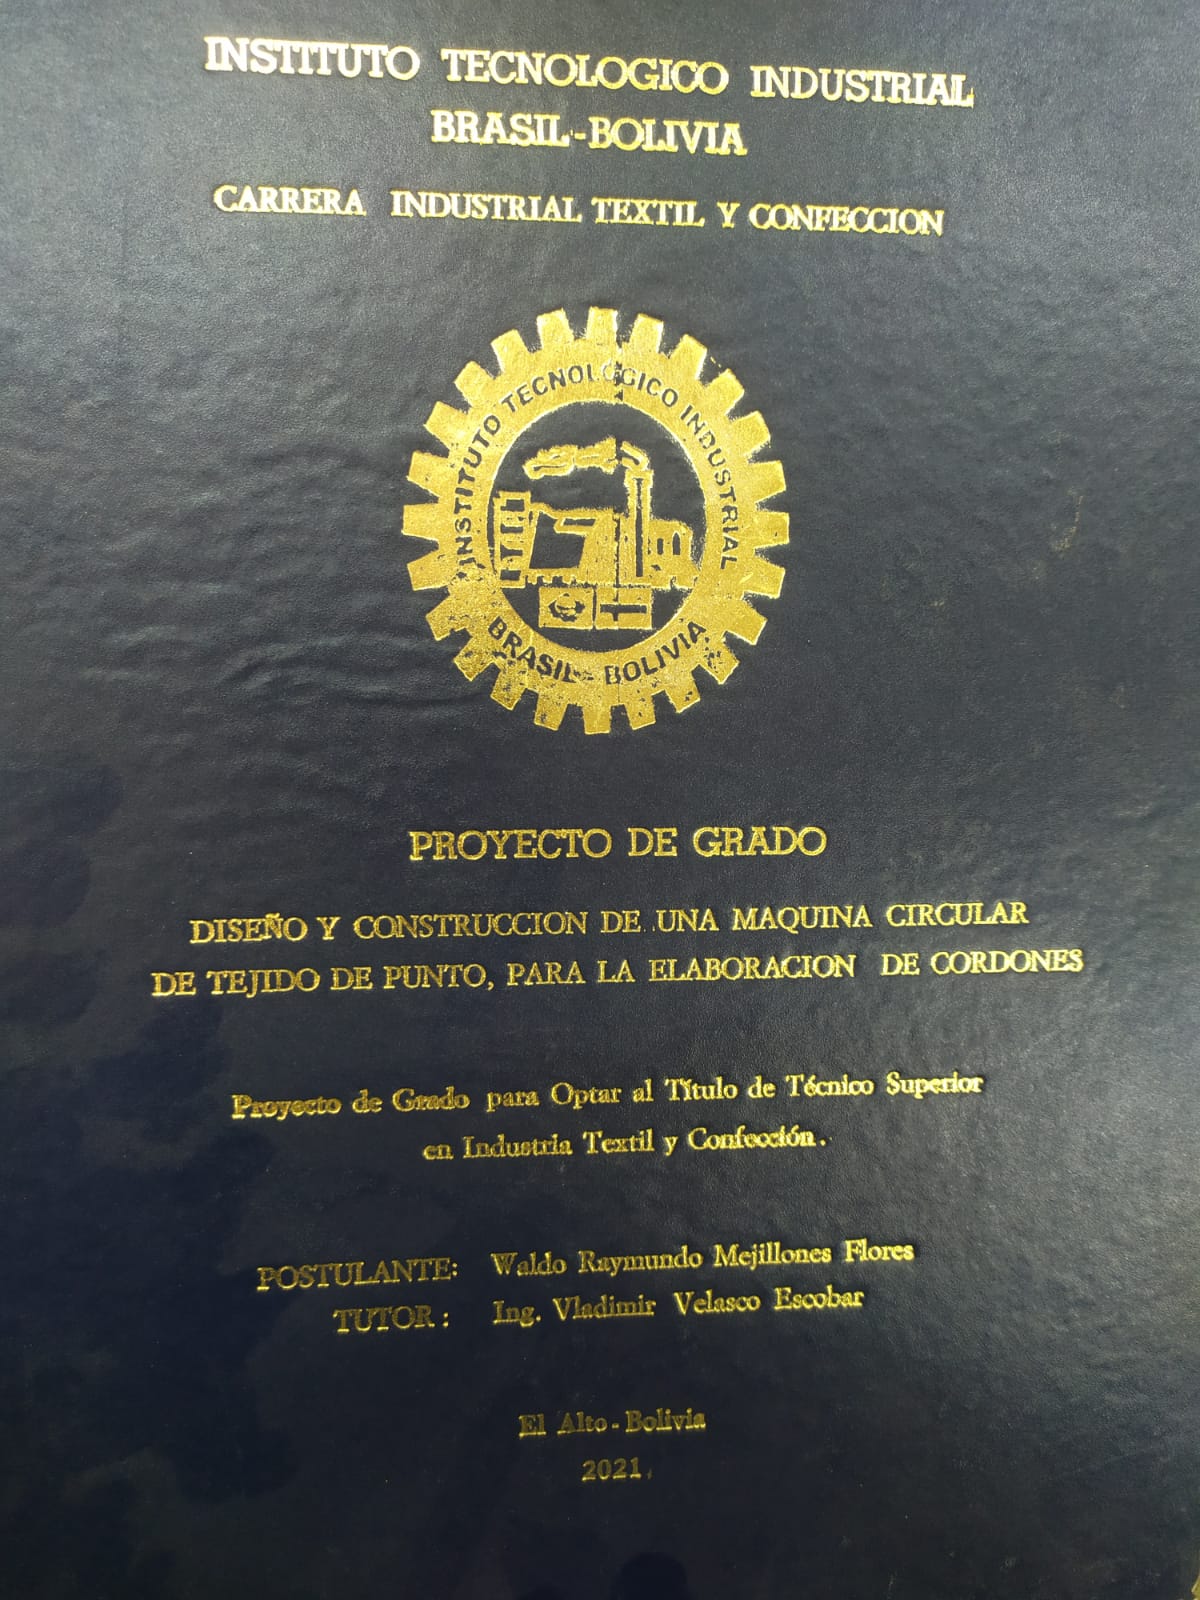 INSTITUTO TECNOLOGICO INDUSTRIAL
BRASIL-BOLIVIA
CARRERA INDUSTRIAL TEXTIL Y CONFECCION
INSTITUTO TECNOLOGICO INDUSTRIAL
BRASIL - BOLIVIA
PROYECTO DE GRADO
DISEÑO Y CONSTRUCCION DE UNA MAQUINA CIRCULAR
DE TEJIDO DE PUNTO, PARA LA ELABORACION DE CORDONES
Proyecto de Grado para Optar al Título de Técnico Superior
en Industria Textil y Confección.
POSTULANTE: Waldo Raymundo Mejillones Flores
TUTOR : Ing. Vladimir Velasco Escobar
El Alto - Bolivia
2021